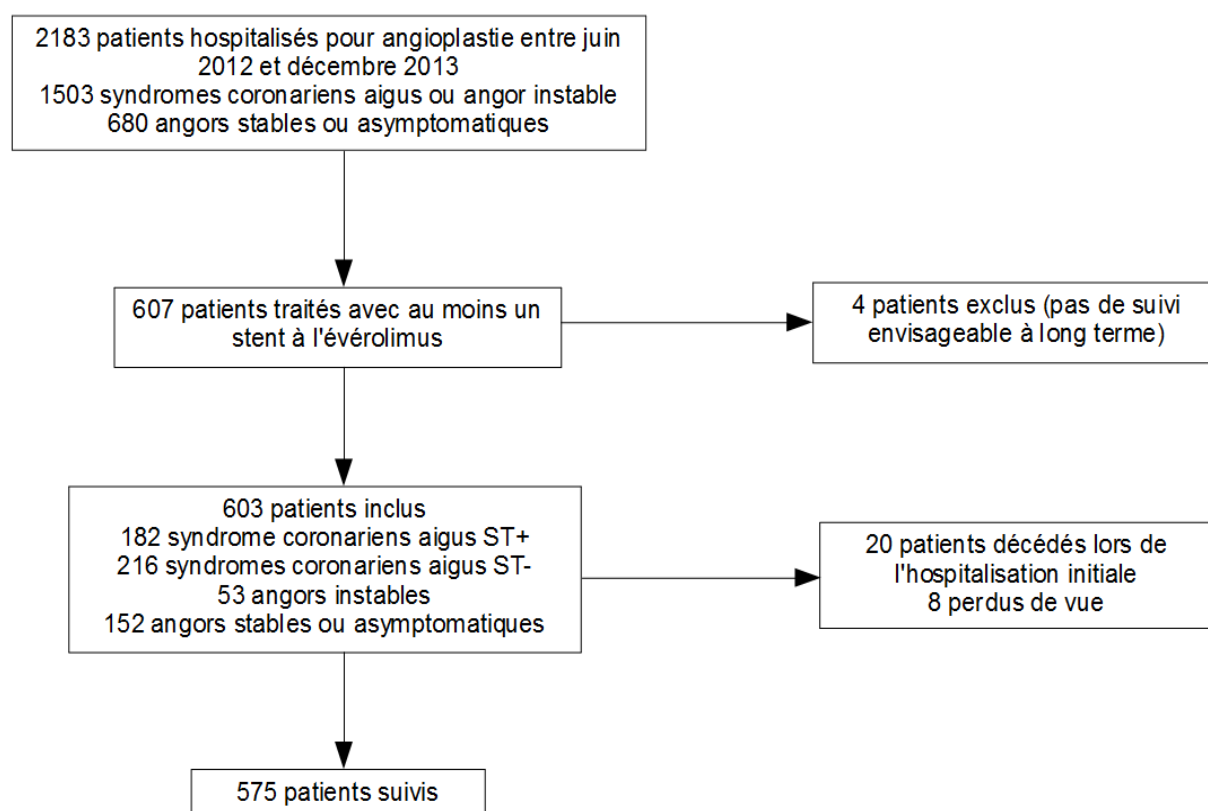 2183 patients hospitalisés pour angioplastie entre juin
2012 et décembre 2013
1503 syndromes coronariens aigus ou angor instable
680 angors stables ou asymptomatiques
607 patients traités avec au moins un
stent à l'évérolimus
4 patients exclus (pas de suivi
envisageable à long terme)
603 patients inclus
182 syndrome coronariens aigus ST+
216 syndromes coronariens aigus ST-
53 angors instables
152 angors stables ou asymptomatiques
20 patients décédés lors de
l'hospitalisation initiale
8 perdus de vue
575 patients suivis